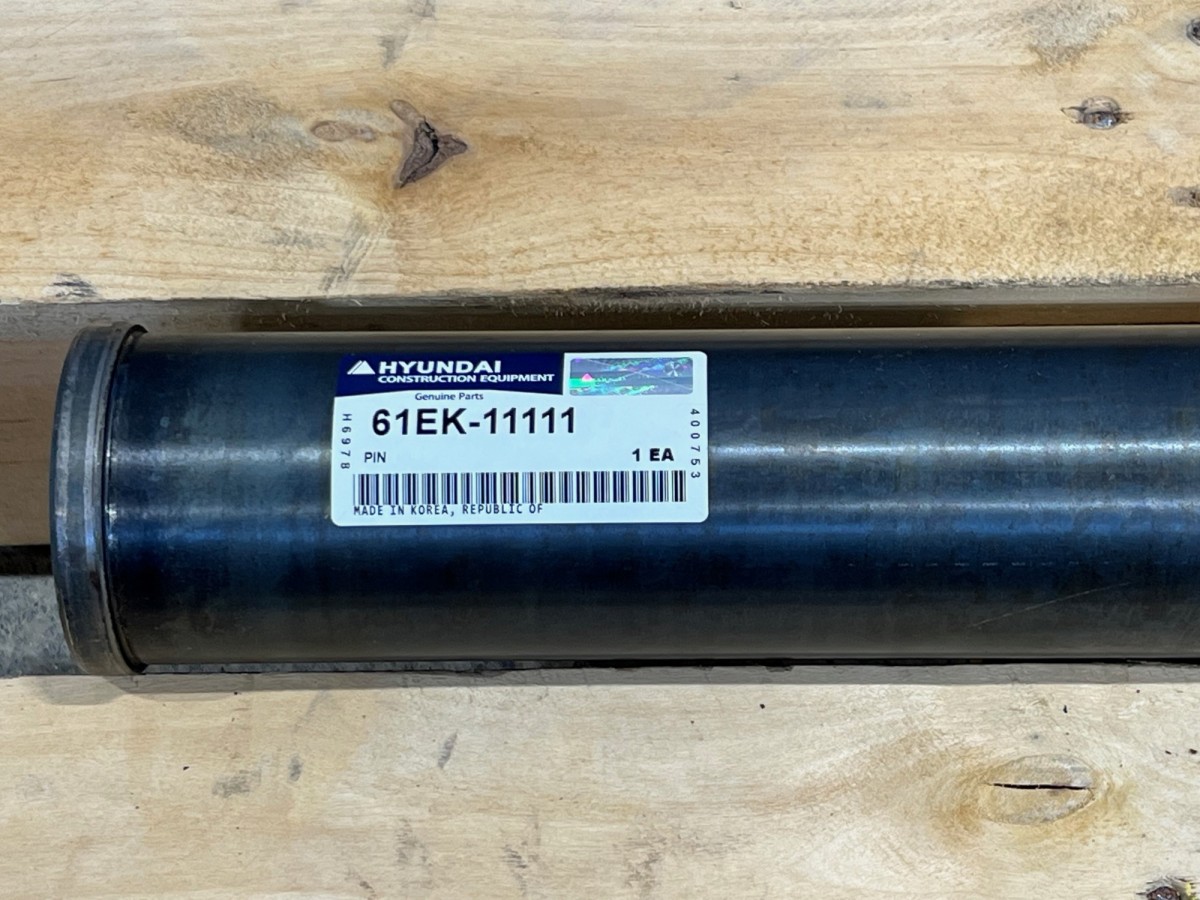 HYUNDAI
CONSTRUCTION EQUIPMENT
Genuine Parts
61EK-11111
H6978
400753
PIN
1 EA
MADE IN KOREA, REPUBLIC OF